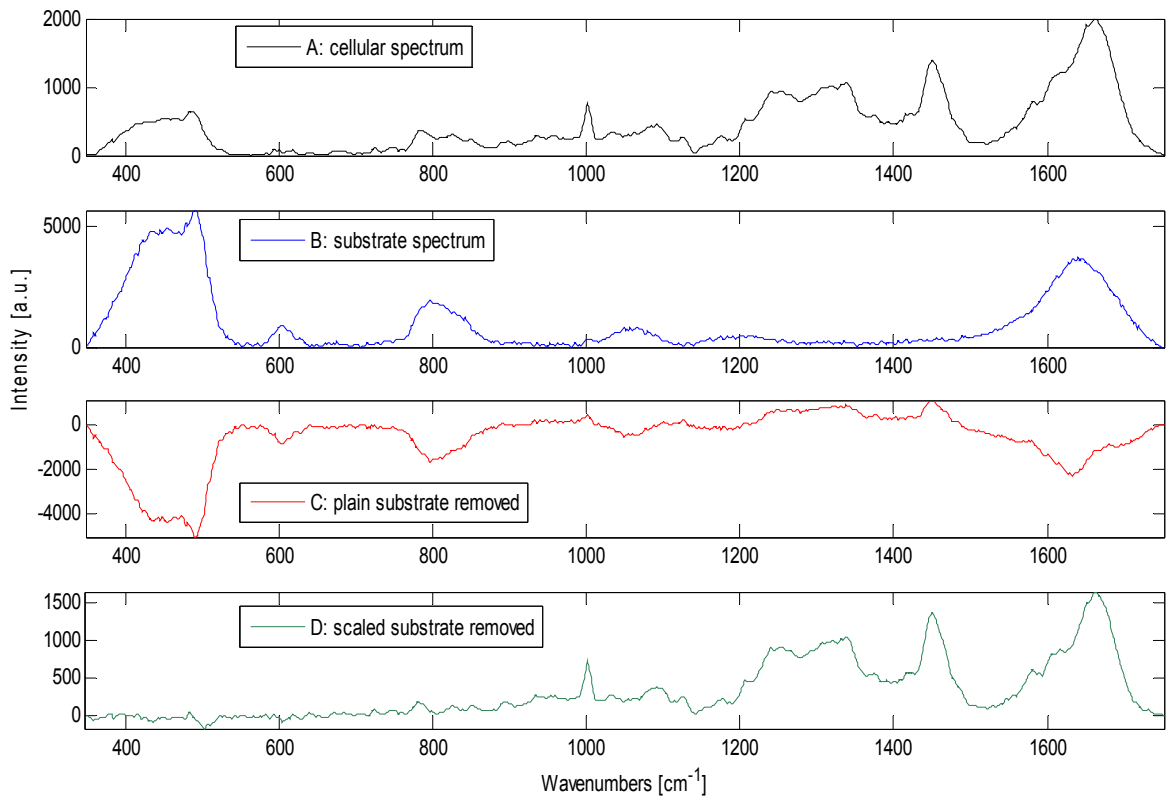 2000
1000
0
A: cellular spectrum
400 600 800 1000 1200 1400 1600
5000
0
B: substrate spectrum
400 600 800 1000 1200 1400 1600
Intensity [a.u.]
0
-2000
-4000
C: plain substrate removed
400 600 800 1000 1200 1400 1600
1500
1000
500
0
D: scaled substrate removed
400 600 800 1000 1200 1400 1600
Wavenumbers [cm-1]